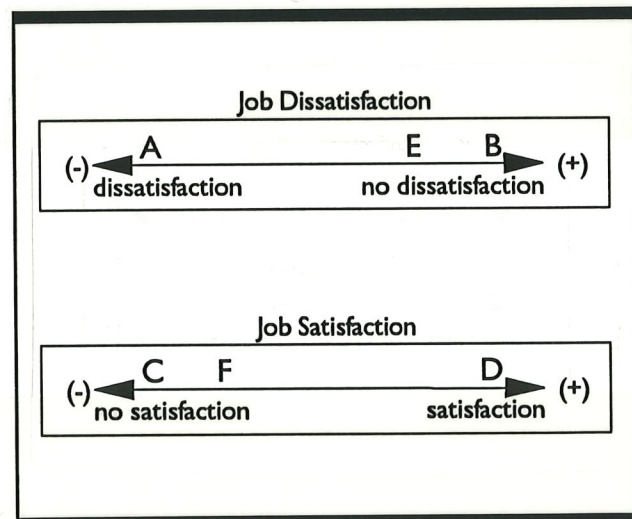 Job Dissatisfaction
A E B
(-) (+)
dissatisfaction no dissatisfaction
Job Satisfaction
C F D
(-) (+)
no satisfaction satisfaction